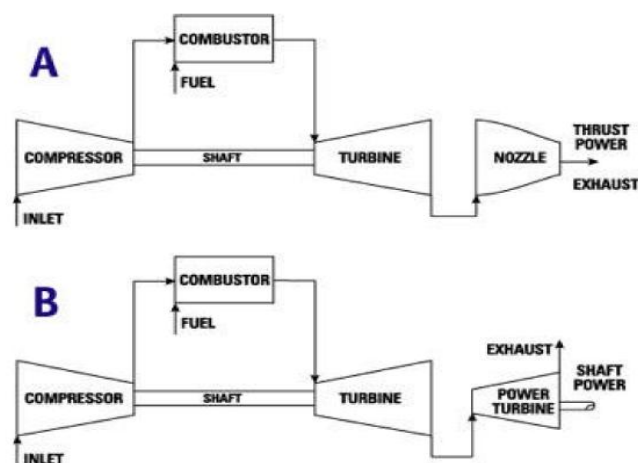 A
COMBUSTOR
FUEL
COMPRESSOR
SHAFT
TURBINE
NOZZLE
THRUST
POWER
EXHAUST
INLET
B
COMBUSTOR
FUEL
COMPRESSOR
SHAFT
TURBINE
EXHAUST
SHAFT
POWER
POWER
TURBINE
INLET